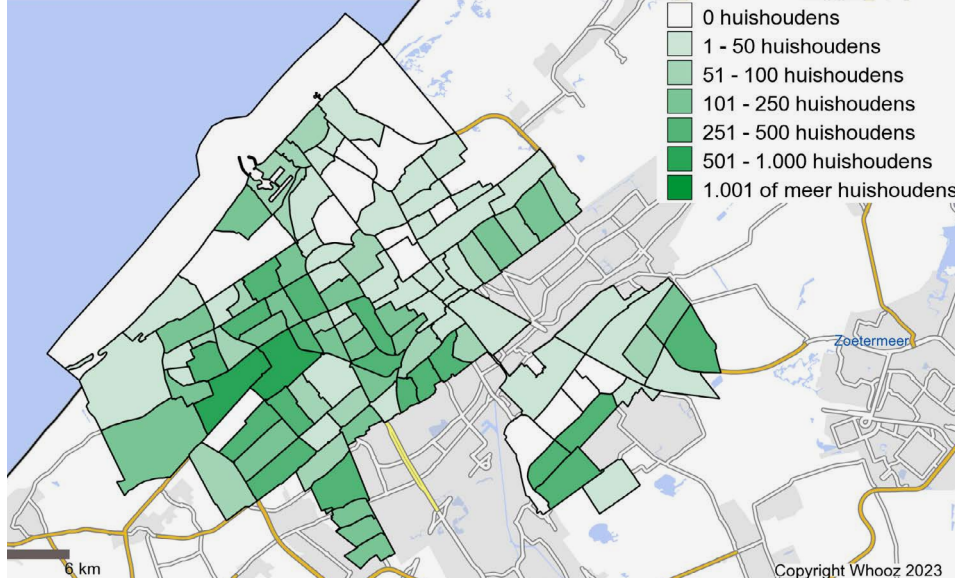 0 huishoudens
1 - 50 huishoudens
51 - 100 huishoudens
101 - 250 huishoudens
251 - 500 huishoudens
501 - 1.000 huishoudens
1.001 of meer huishoudens
Zoetermeer
6 km
Copyright Whooz 2023